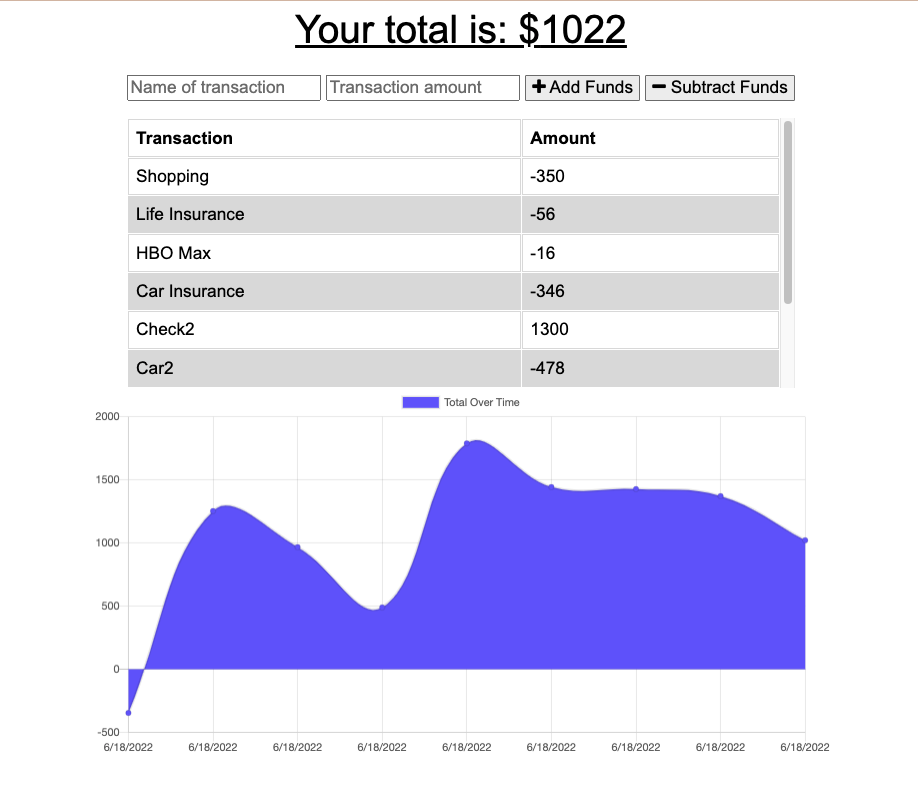 Your total is: $1022
Name of transaction Transaction amount + Add Funds − Subtract Funds
Transaction Amount
Shopping -350
Life Insurance -56
HBO Max -16
Car Insurance -346
Check2 1300
Car2 -478
Total Over Time
2000
1500
1000
500
0
-500
6/18/2022 6/18/2022 6/18/2022 6/18/2022 6/18/2022 6/18/2022 6/18/2022 6/18/2022 6/18/2022